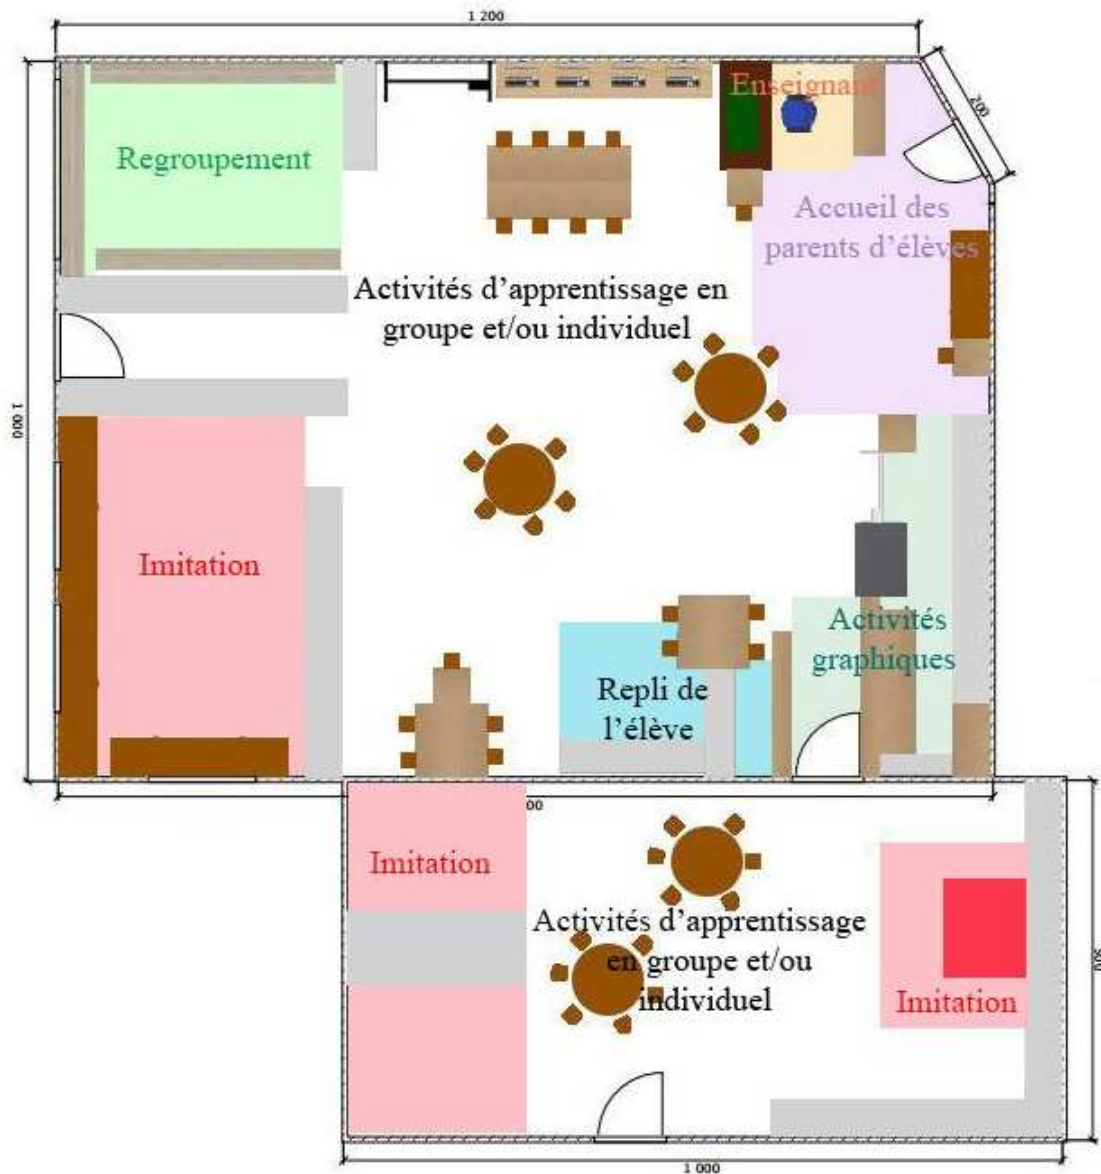 1 200
Enseignant
200
Regroupement
Accueil des
parents d’élèves
Activités d’apprentissage en
groupe et/ou individuel
1 000
Imitation
Activités
graphiques
Repli de
l’élève
00
Imitation
Activités d’apprentissage
en groupe et/ou
individuel
Imitation
1 000